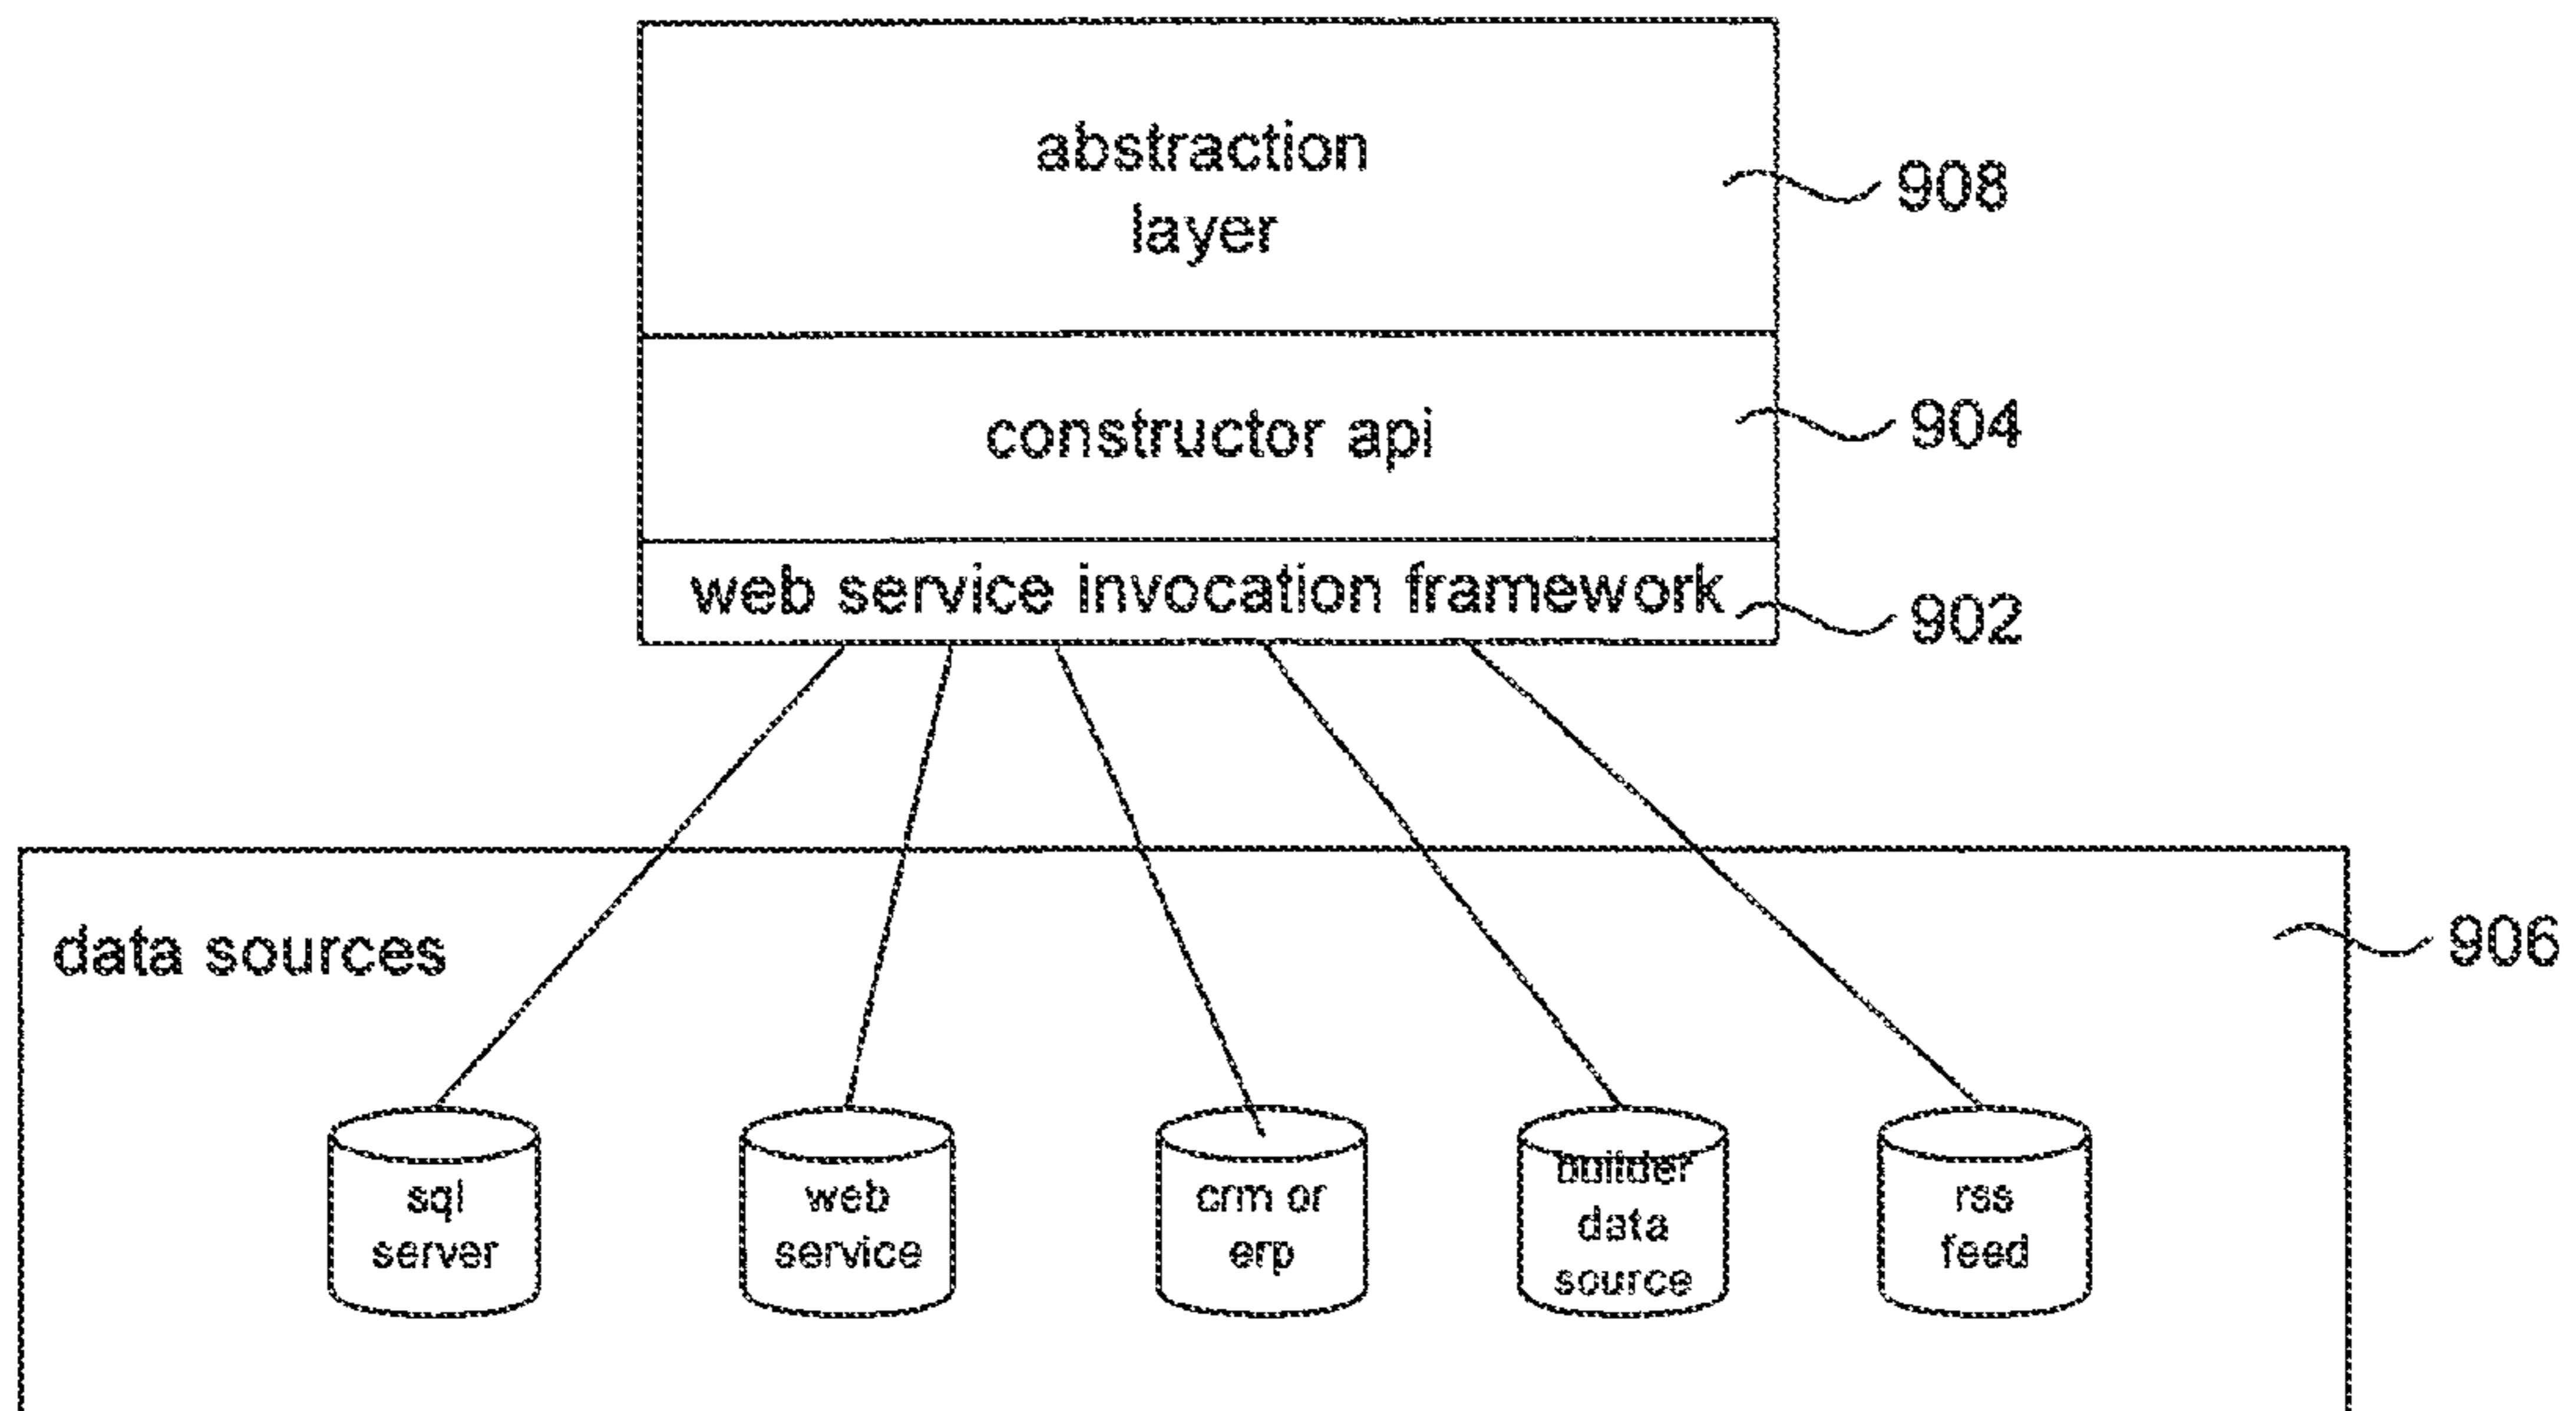 abstraction
layer
908
constructor api
904
web service invocation framework
902
data sources
906
sql
server
web
service
crm or
erp
builder
data
source
rss
feed